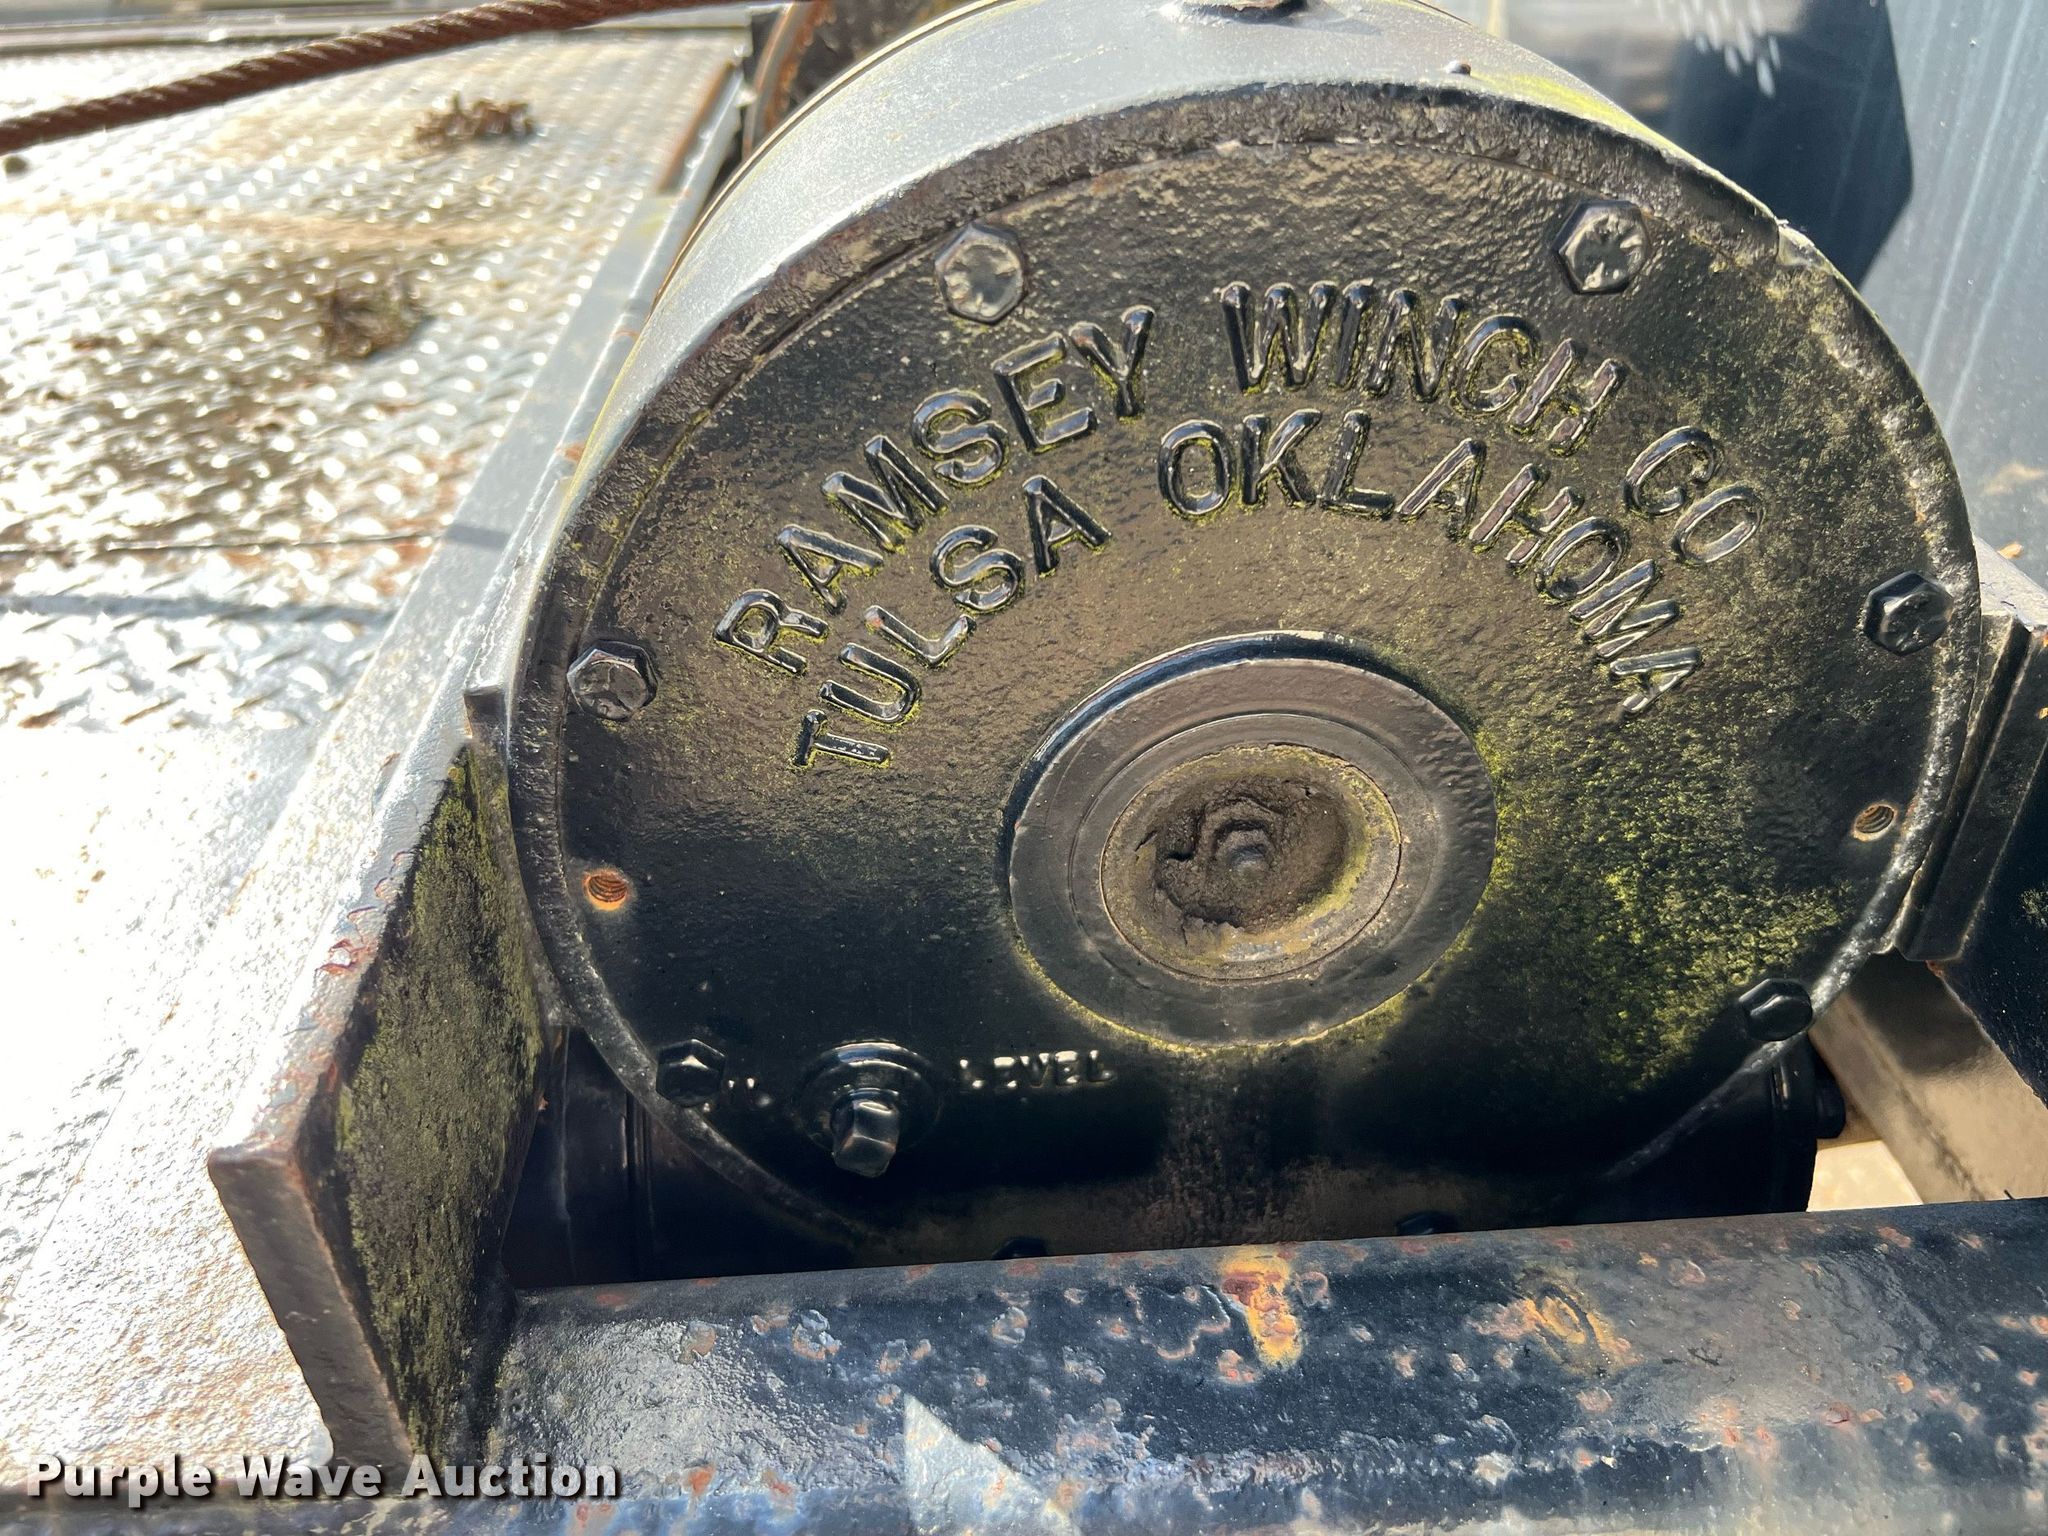 RAMSEY WINCH CO
TULSA OKLAHOMA
LEVEL
Purple Wave Auction